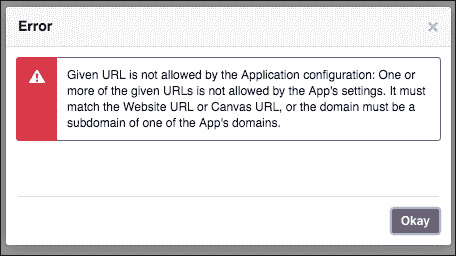 Error
Given URL is not allowed by the Application configuration: One or
more of the given URLs is not allowed by the App's settings. It must
match the Website URL or Canvas URL, or the domain must be a
subdomain of one of the App's domains.
Okay